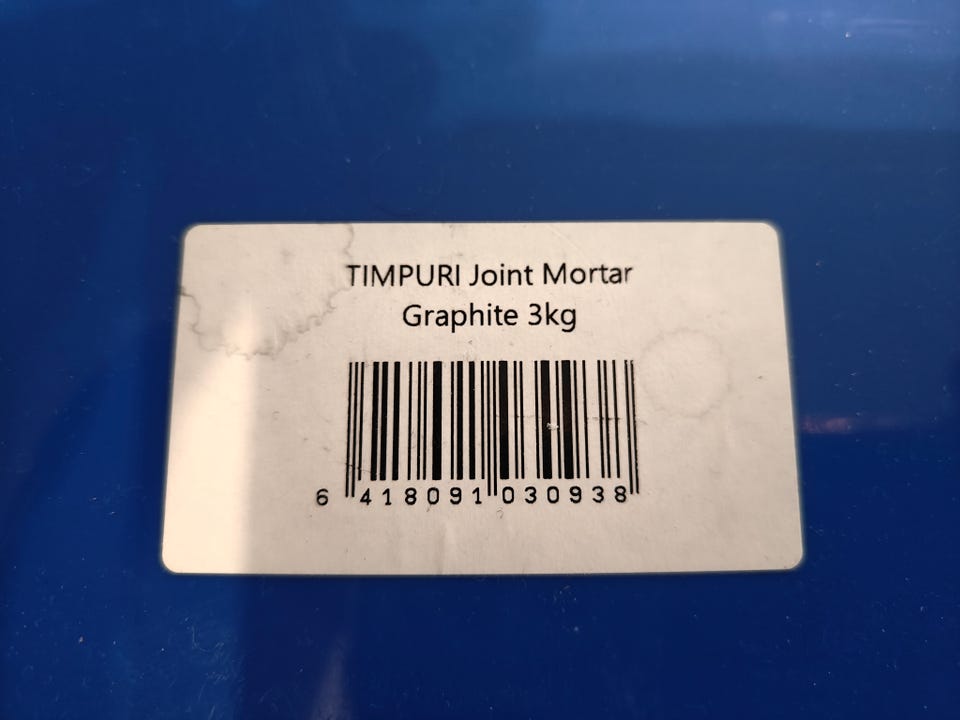 TIMPURI Joint Mortar
Graphite 3kg
6 418091 030938